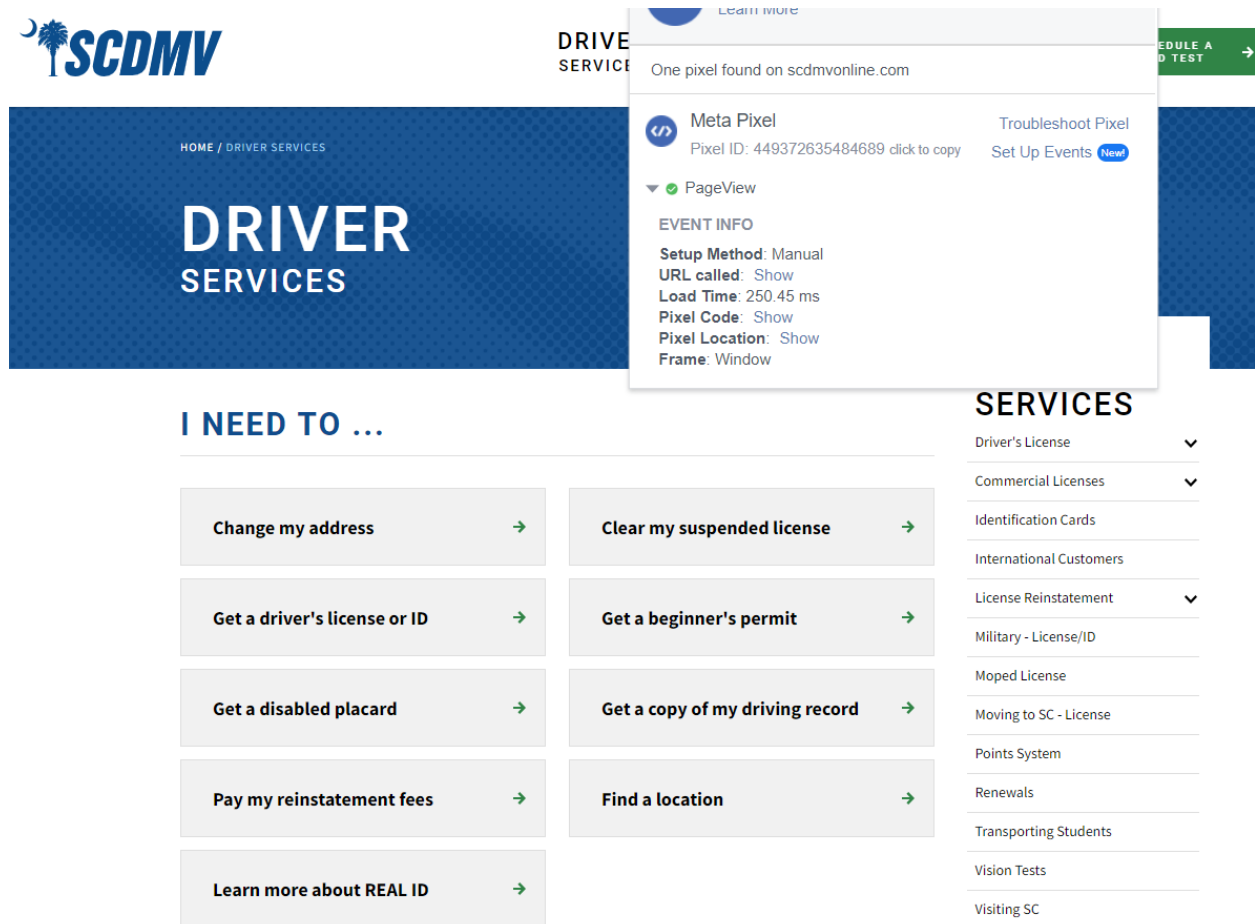 SCDMV
DRIVE
SERVICE
EDULE A
D TEST
Learn More
One pixel found on scdmvonline.com
Meta Pixel
Troubleshoot Pixel
Pixel ID: 449372635484689 click to copy
Set Up Events New!
PageView
EVENT INFO
Setup Method: Manual
URL called: Show
Load Time: 250.45 ms
Pixel Code: Show
Pixel Location: Show
Frame: Window
HOME / DRIVER SERVICES
DRIVER
SERVICES
I NEED TO ...
Change my address
Clear my suspended license
Get a driver's license or ID
Get a beginner's permit
Get a disabled placard
Get a copy of my driving record
Pay my reinstatement fees
Find a location
Learn more about REAL ID
SERVICES
Driver's License
Commercial Licenses
Identification Cards
International Customers
License Reinstatement
Military - License/ID
Moped License
Moving to SC - License
Points System
Renewals
Transporting Students
Vision Tests
Visiting SC